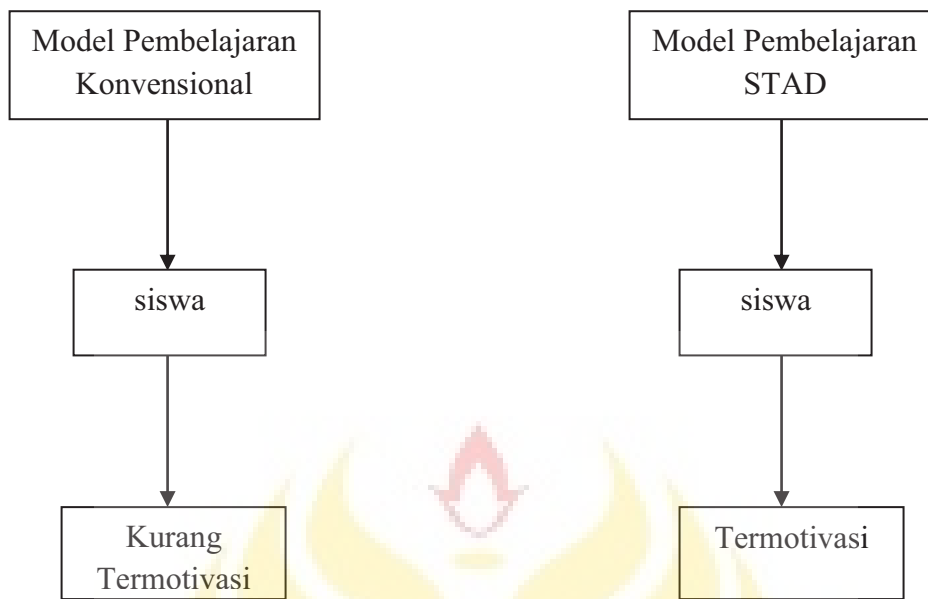 Model Pembelajaran
Konvensional
siswa
Kurang
Termotivasi
Model Pembelajaran
STAD
siswa
Termotivasi